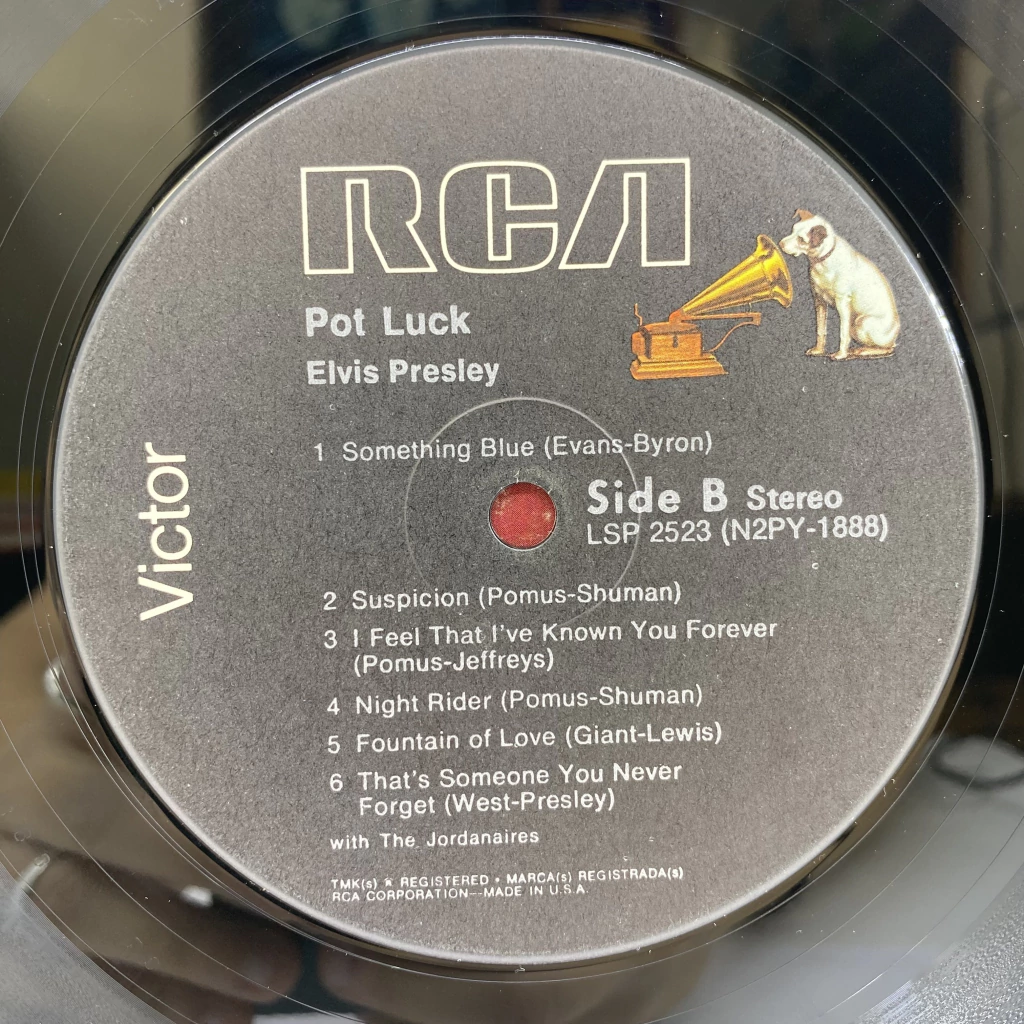 RCA
Pot Luck
Elvis Presley
Victor
1 Something Blue (Evans-Byron)
Side B Stereo
LSP 2523 (N2PY-1888)
2 Suspicion (Pomus-Shuman)
3 I Feel That I've Known You Forever
(Pomus-Jeffreys)
4 Night Rider (Pomus-Shuman)
5 Fountain of Love (Giant-Lewis)
6 That's Someone You Never
Forget (West-Presley)
with The Jordanaires
TMK(s) ® REGISTERED • MARCA(s) REGISTRADA(s)
RCA CORPORATION—MADE IN U.S.A.